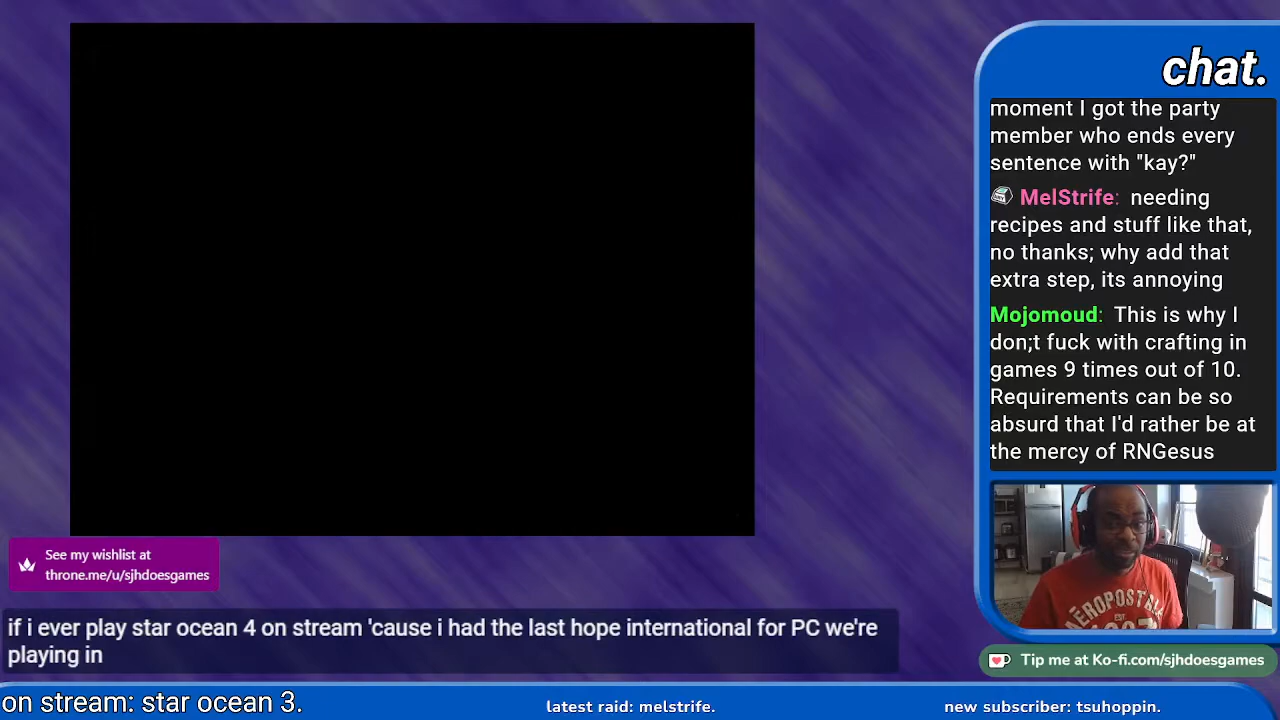 chat.
moment I got the party
member who ends every
sentence with "kay?"
MelStrife: needing
recipes and stuff like that,
no thanks; why add that
extra step, its annoying
Mojomoud: This is why I
don;t fuck with crafting in
games 9 times out of 10.
Requirements can be so
absurd that I'd rather be at
the mercy of RNGesus
See my wishlist at
throne.me/u/sjhdoesgames
if i ever play star ocean 4 on stream 'cause i had the last hope international for PC we're
playing in
AÉROPOSTAL
Tip me at Ko-fi.com/sjhdoesgames
on stream: star ocean 3.
latest raid: melstrife.
new subscriber: tsuhoppin.